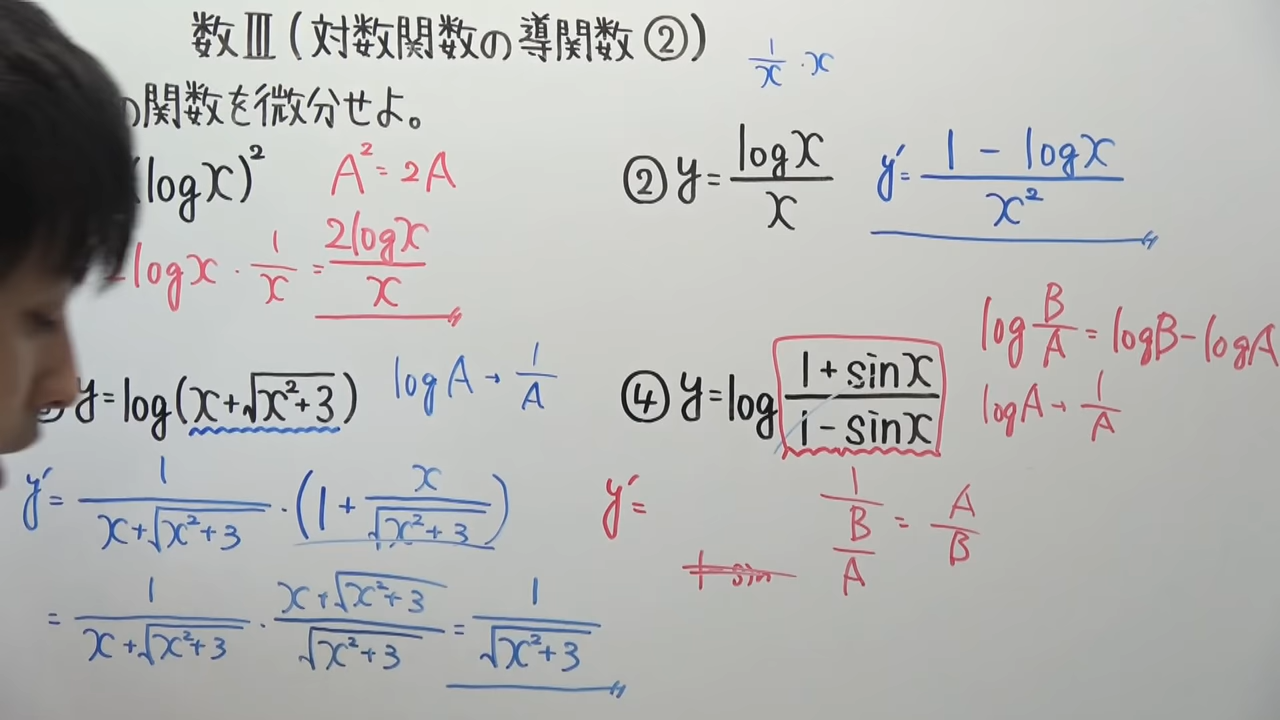 数Ⅲ(対数関数の導関数②)
の関数を微分せよ。
(logx)²
A²=2A
logx・1/x = 2logx/x
1/x・x
② y=logx/x
y'=1-logx/x²
y=log(x+√x²+3)
logA→1/A
y'=1/x+√x²+3・(1+x/√x²+3)
=1/x+√x²+3・x+√x²+3/√x²+3=1/√x²+3
④ y=log 1+sinx/1-sinx
log B/A=logB-logA
logA→1/A
y'=
1/B/A=A/B